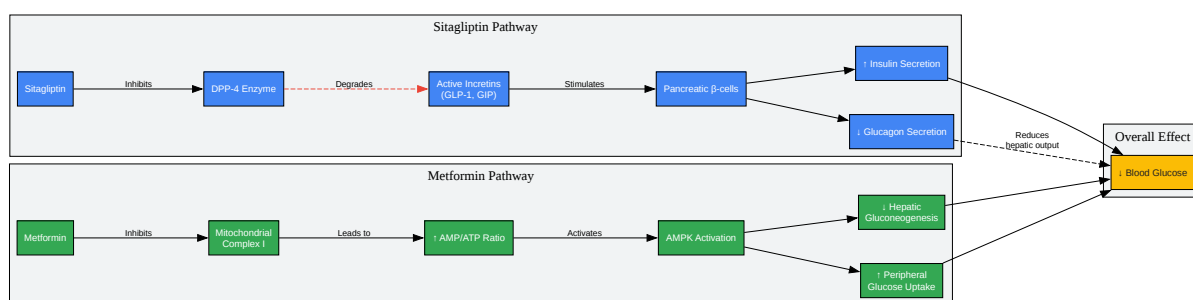 Sitagliptin Pathway
Sitagliptin
Inhibits
DPP-4 Enzyme
Degrades
Active Incretins
(GLP-1, GIP)
Stimulates
Pancreatic β-cells
↑ Insulin Secretion
↓ Glucagon Secretion
Reduces
hepatic output
Overall Effect
↓ Blood Glucose
Metformin Pathway
Metformin
Inhibits
Mitochondrial
Complex I
Leads to
↑ AMP/ATP Ratio
Activates
AMPK Activation
↓ Hepatic
Gluconeogenesis
↑ Peripheral
Glucose Uptake